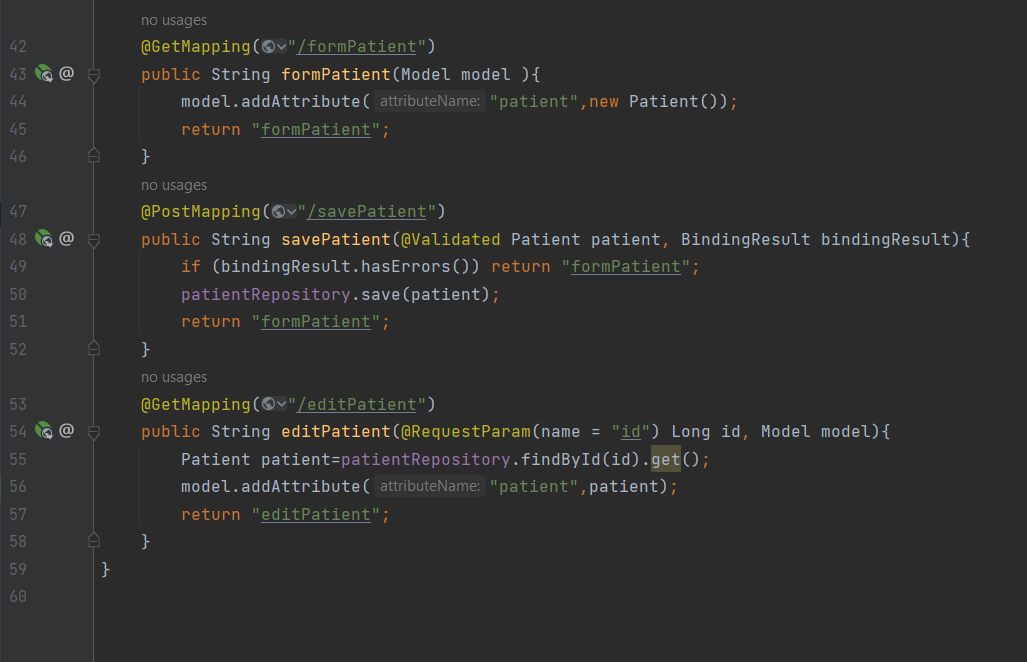 no usages
42 @GetMapping("/formPatient")
43 @ public String formPatient(Model model ){
44 model.addAttribute( attributeName: "patient",new Patient());
45 return "formPatient";
46 }
no usages
47 @PostMapping("/savePatient")
48 @ public String savePatient(@Validated Patient patient, BindingResult bindingResult){
49 if (bindingResult.hasErrors()) return "formPatient";
50 patientRepository.save(patient);
51 return "formPatient";
52 }
no usages
53 @GetMapping("/editPatient")
54 @ public String editPatient(@RequestParam(name = "id") Long id, Model model){
55 Patient patient=patientRepository.findById(id).get();
56 model.addAttribute( attributeName: "patient",patient);
57 return "editPatient";
58 }
59 }
60